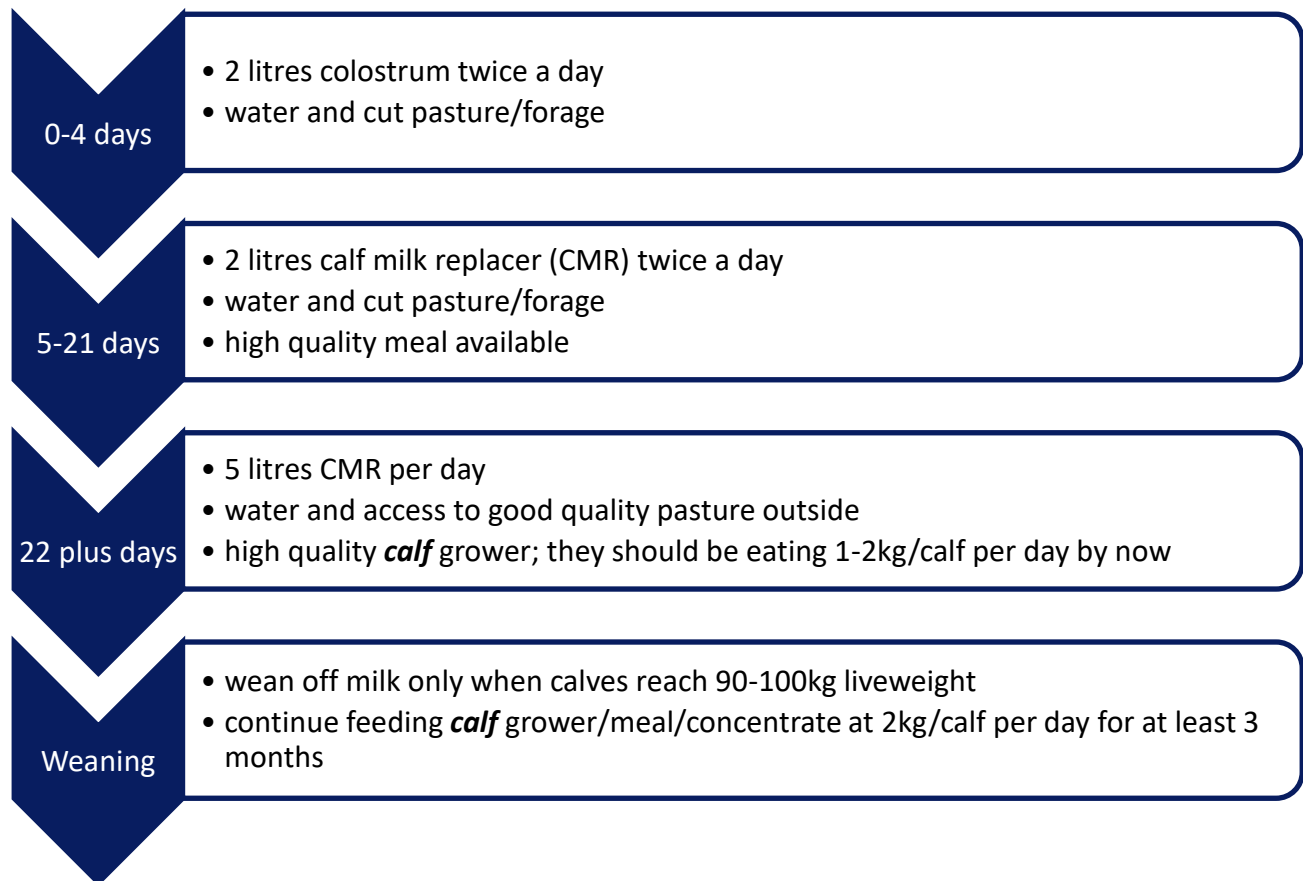 0-4 days
• 2 litres colostrum twice a day
• water and cut pasture/forage
5-21 days
• 2 litres calf milk replacer (CMR) twice a day
• water and cut pasture/forage
• high quality meal available
22 plus days
• 5 litres CMR per day
• water and access to good quality pasture outside
• high quality calf grower; they should be eating 1-2kg/calf per day by now
Weaning
• wean off milk only when calves reach 90-100kg liveweight
• continue feeding calf grower/meal/concentrate at 2kg/calf per day for at least 3
months